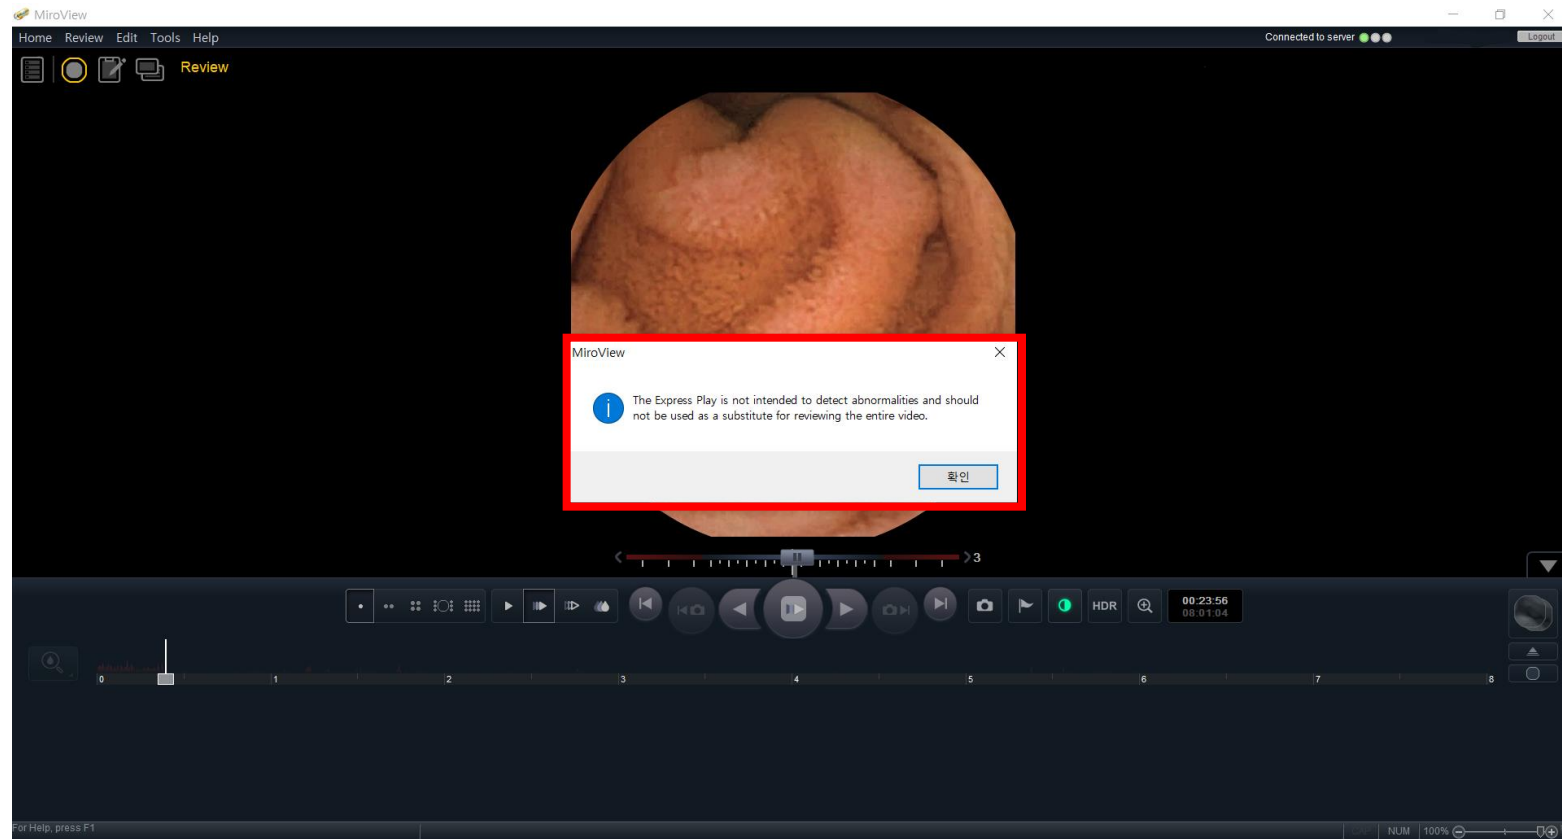 MiroView
Home Review Edit Tools Help
Connected to server
Logout
Review
MiroView
The Express Play is not intended to detect abnormalities and should
not be used as a substitute for reviewing the entire video.
확인
3
HDR
00:23:56
08:01:04
0 1 2 3 4 5 6 7 8
For Help, press F1
CAP NUM 100%